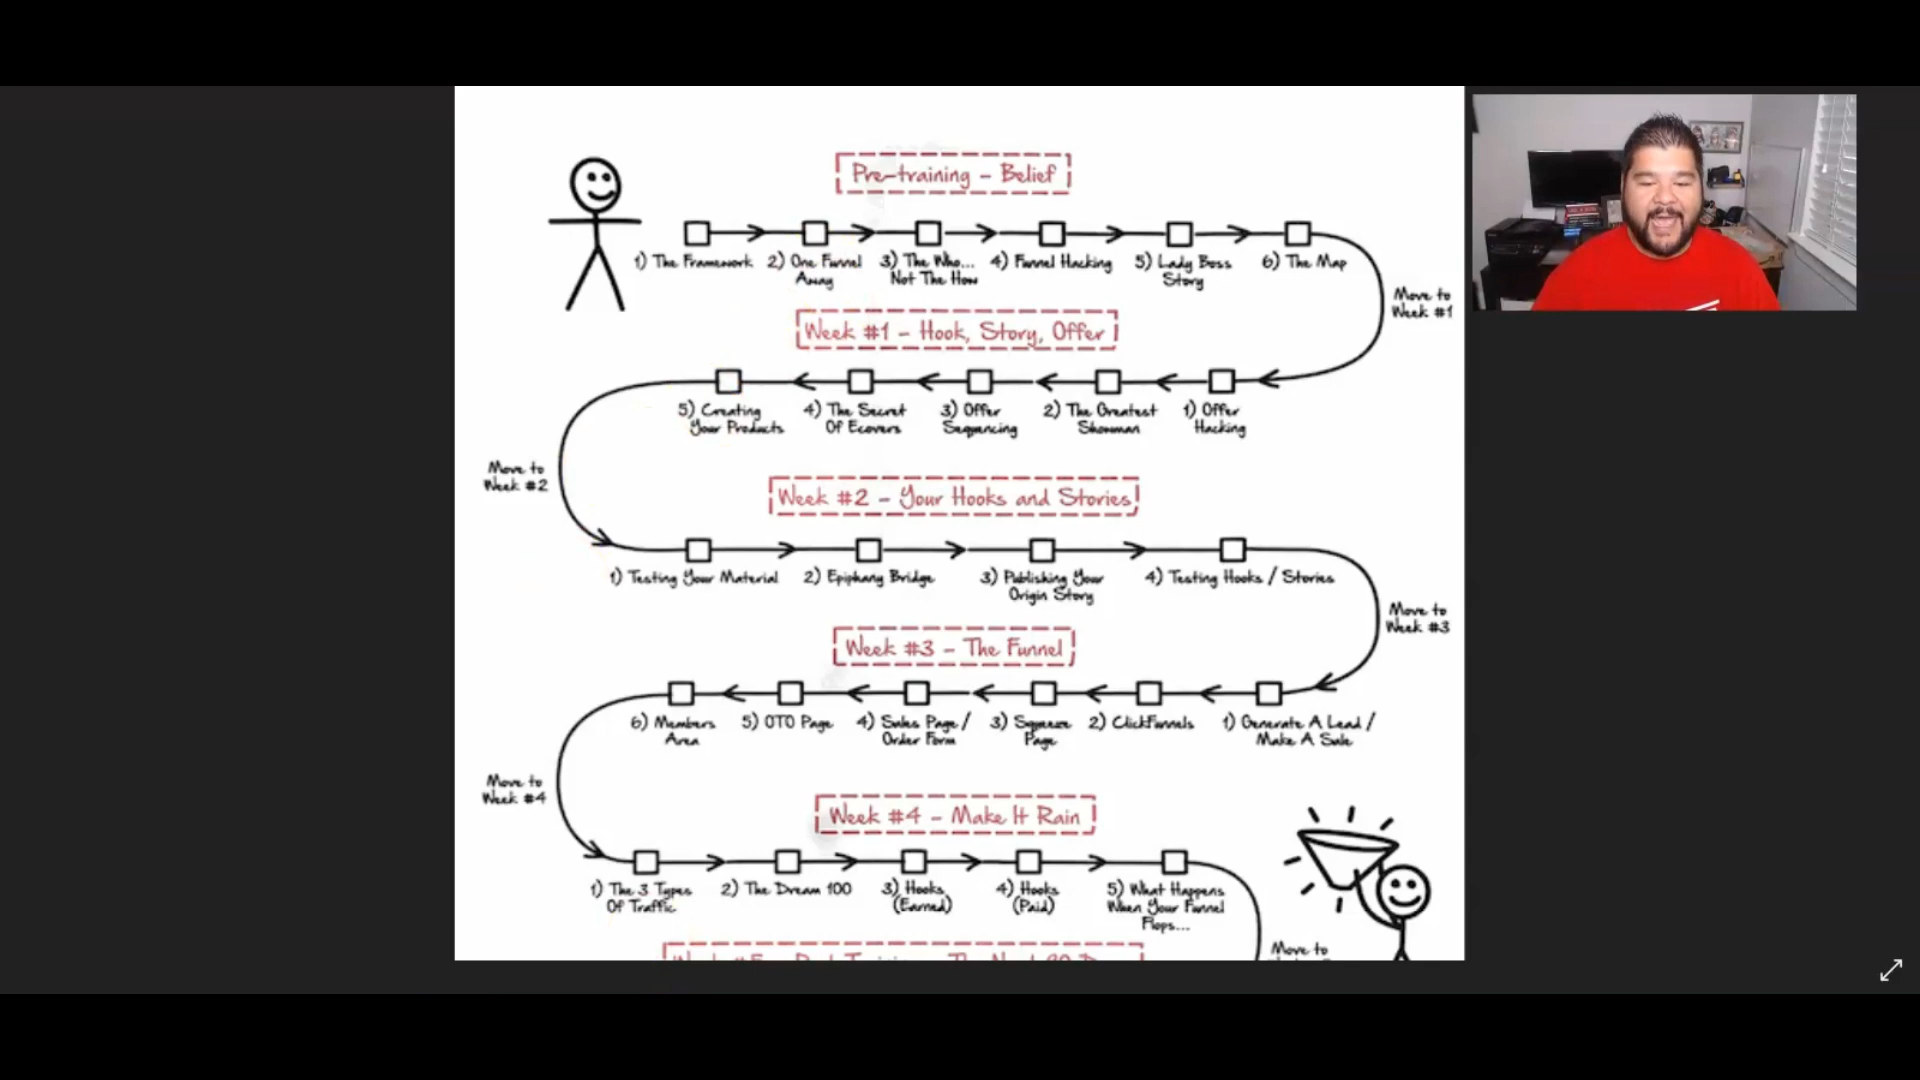 Pre-training - Belief
1) The Framework
2) One Funnel
Away
3) The Who...
Not The How
4) Funnel Hacking
5) Lady Boss
Story
6) The Map
Move to
Week #1
Week #1 - Hook, Story, Offer
5) Creating
Your Products
4) The Secret
Of Ecovers
3) Offer
Sequencing
2) The Greatest
Showman
1) Offer
Hacking
Move to
Week #2
Week #2 - Your Hooks and Stories
1) Testing Your Material
2) Epiphany Bridge
3) Publishing Your
Origin Story
4) Testing Hooks / Stories
Move to
Week #3
Week #3 - The Funnel
6) Members
Area
5) OTO Page
4) Sales Page /
Order Form
3) Squeeze
Page
2) ClickFunnels
1) Generate A Lead /
Make A Sale
Move to
Week #4
Week #4 - Make It Rain
1) The 3 Types
Of Traffic
2) The Dream 100
3) Hooks
(Earned)
4) Hooks
(Paid)
5) What Happens
When Your Funnel
Flops...
Move to